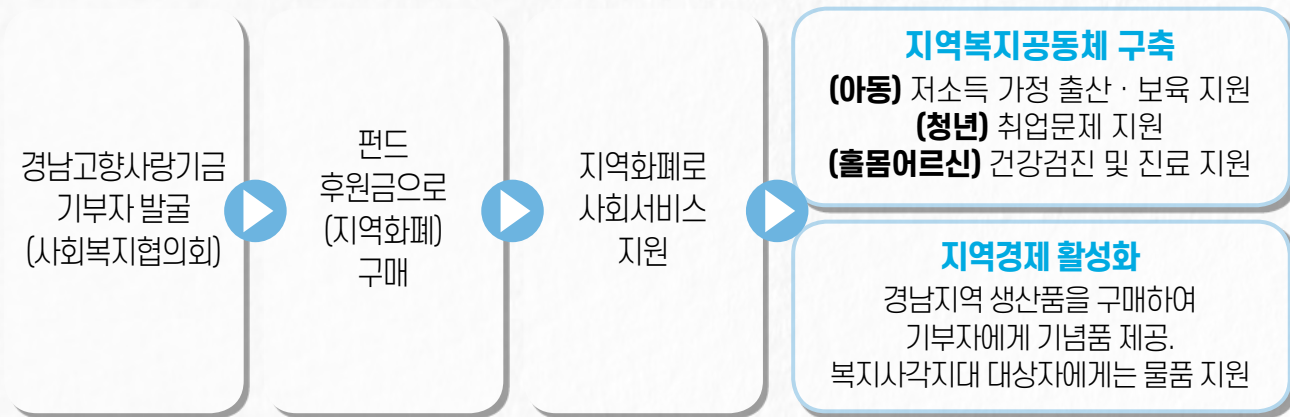 경남고향사랑기금
기부자 발굴
(사회복지협의회)
펀드
후원금으로
(지역화폐)
구매
지역화폐로
사회서비스
지원
지역복지공동체 구축
(아동) 저소득 가정 출산 · 보육 지원
(청년) 취업문제 지원
(홀몸어르신) 건강검진 및 진료 지원
지역경제 활성화
경남지역 생산품을 구매하여
기부자에게 기념품 제공.
복지사각지대 대상자에게는 물품 지원